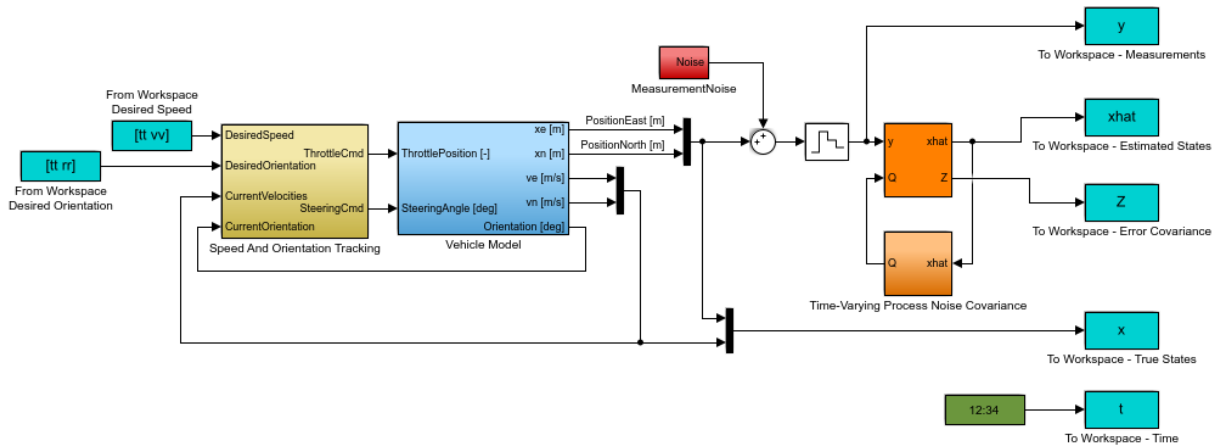 y
To Workspace - Measurements
Noise
MeasurementNoise
From Workspace
Desired Speed
[tt vv]
[tt rr]
From Workspace
Desired Orientation
DesiredSpeed
ThrottleCmd
DesiredOrientation
CurrentVelocities
SteeringCmd
CurrentOrientation
Speed And Orientation Tracking
xe [m]
ThrottlePosition [-]
xn [m]
ve [m/s]
vn [m/s]
SteeringAngle [deg]
Orientation [deg]
Vehicle Model
PositionEast [m]
PositionNorth [m]
+
+
y
xhat
Q
Z
xhat
To Workspace - Estimated States
Z
To Workspace - Error Covariance
Q
xhat
Time-Varying Process Noise Covariance
x
To Workspace - True States
12:34
t
To Workspace - Time